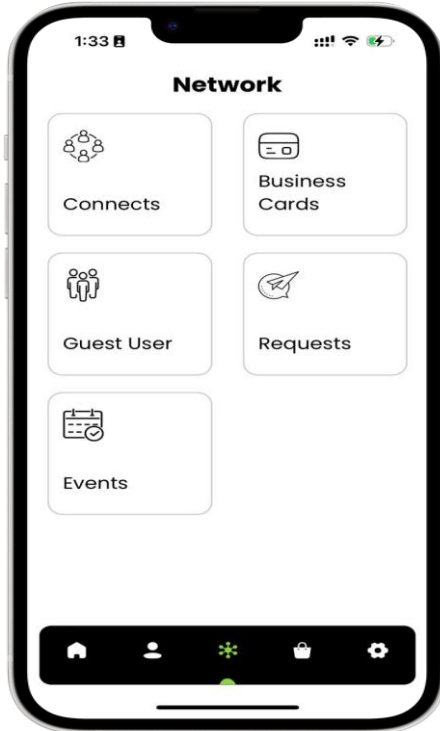 1:33
Network
Connects
Business
Cards
Guest User
Requests
Events